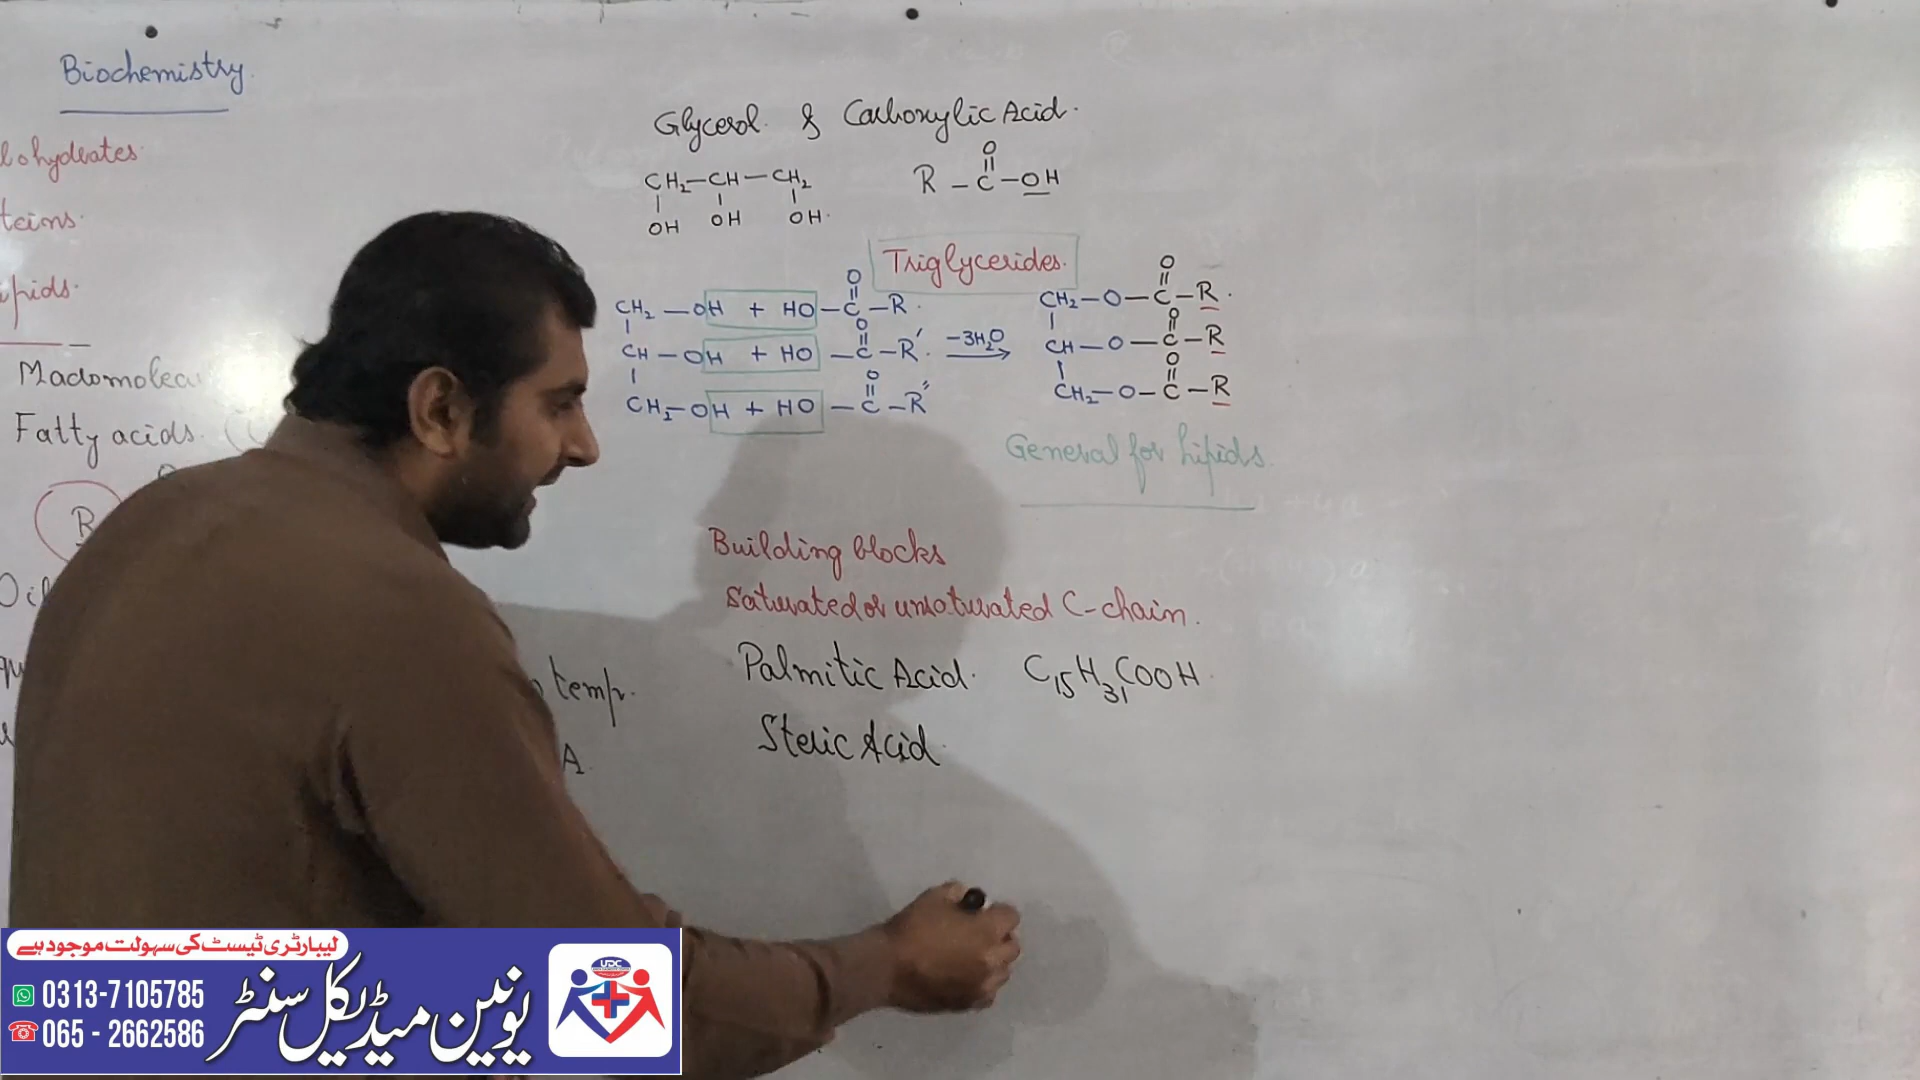 Biochemistry.
Glycerol & Carboxylic Acid.
O
CH₂—CH—CH₂ R—C—OH
OH OH OH.
Triglycerides.
O O
CH₂—OH + HO—C—R. CH₂—O—C—R.
O O
CH—OH + HO—C—R′. −3H₂O CH—O—C—R
O O
CH₂—OH + HO—C—R″ CH₂—O—C—R
General for Lipids.
Building blocks
Saturated or unsaturated C-chain.
Palmitic Acid. C₁₅H₃₁COOH.
Steric Acid.
Fatty acids.
R
temp.
A.
لیبارٹری ٹیسٹ کی سہولت موجود ہے
0313-7105785
065 - 2662586
یونین میڈیکل سنٹر
UDC